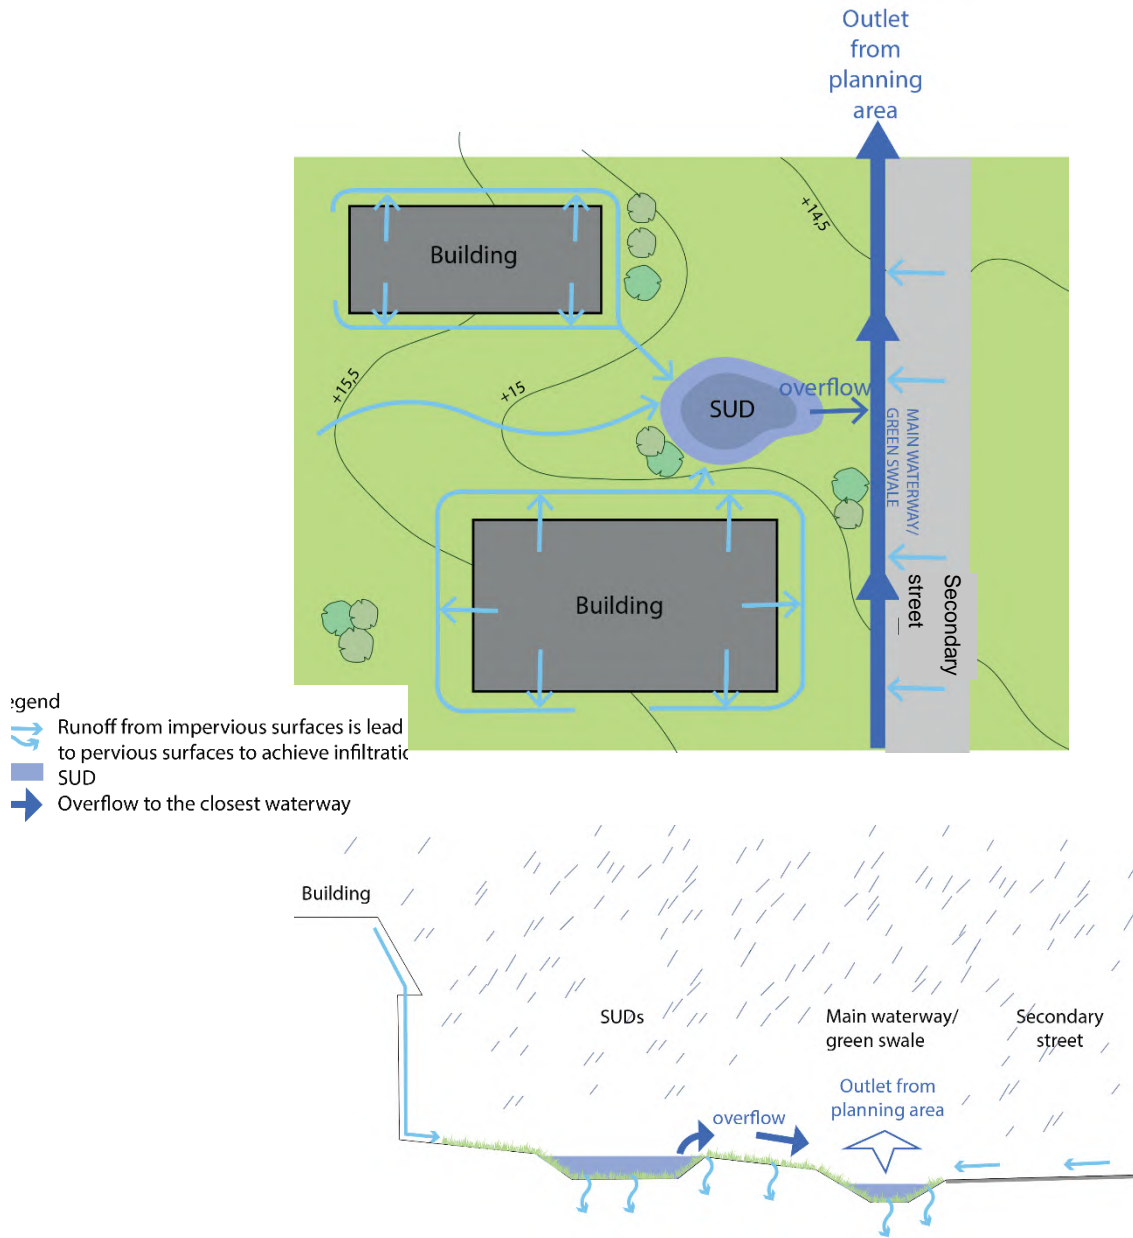 Outlet
from
planning
area
+14,5
Building
+15,5
+15
SUD
overflow
MAIN WATERWAY/
GREEN SWALE
Building
Secondary
street
egend
Runoff from impervious surfaces is lead
to pervious surfaces to achieve infiltratic
SUD
Overflow to the closest waterway
Building
SUDs
Main waterway/
green swale
Secondary
street
Outlet from
planning area
overflow